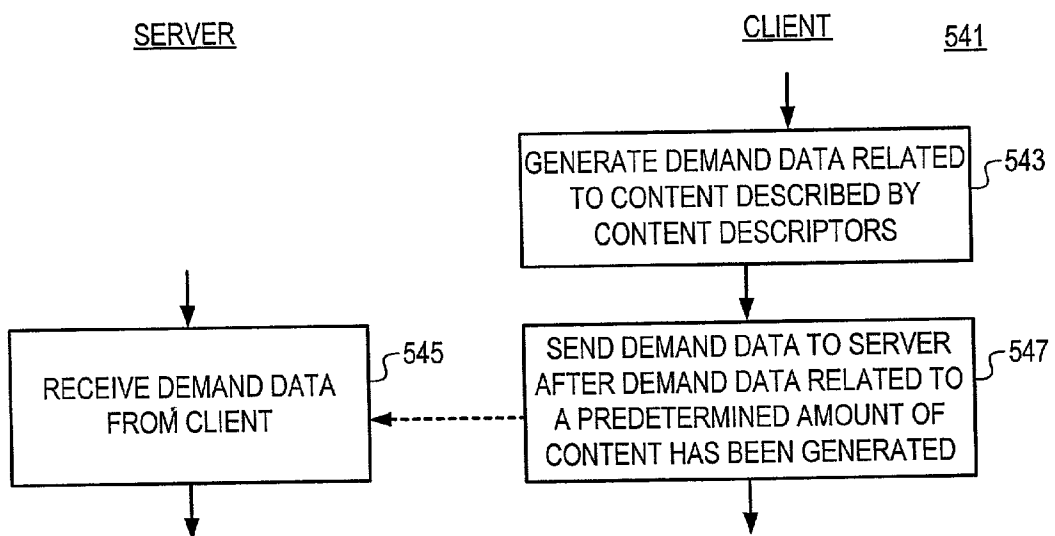 SERVER
CLIENT
541
GENERATE DEMAND DATA RELATED
TO CONTENT DESCRIBED BY
CONTENT DESCRIPTORS
543
RECEIVE DEMAND DATA
FROM CLIENT
545
SEND DEMAND DATA TO SERVER
AFTER DEMAND DATA RELATED TO
A PREDETERMINED AMOUNT OF
CONTENT HAS BEEN GENERATED
547